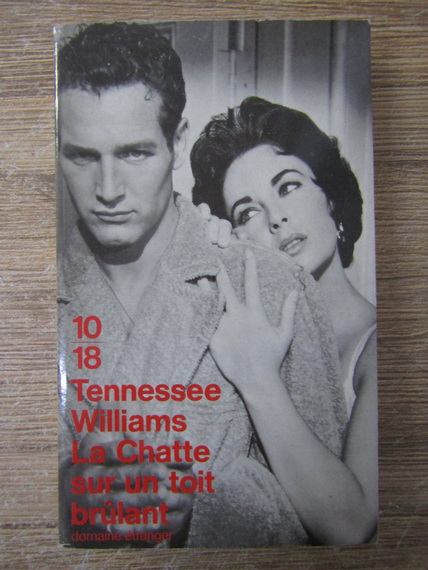 10
18
Tennessee
Williams
La Chatte
sur un toit
brûlant
domaine étranger